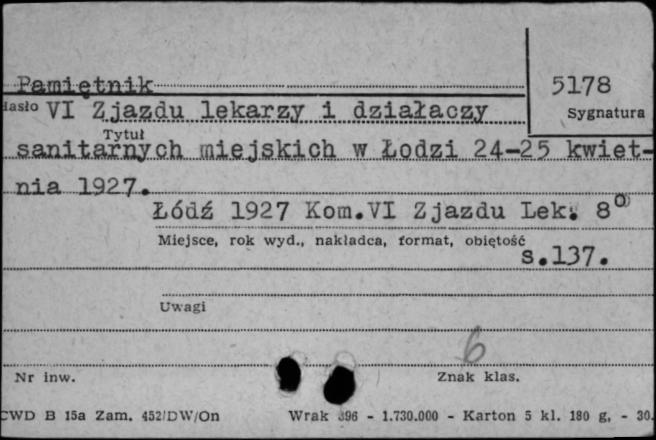 Pamiętnik
5178
Hasło VI Zjazdu lekarzy i działaczy
Sygnatura
Tytuł
sanitarnych miejskich w Łodzi 24-25 kwiet-
nia 1927.
Łódź 1927 Kom.VI Zjazdu Lek. 8°
Miejsce, rok wyd., nakładca, format, objętość
s.137.
Uwagi
6
Nr inw.
Znak klas.
CWD B 15a Zam. 452/DW/On Wrak 396 - 1.730.000 - Karton 5 kl. 180 g, - 30.